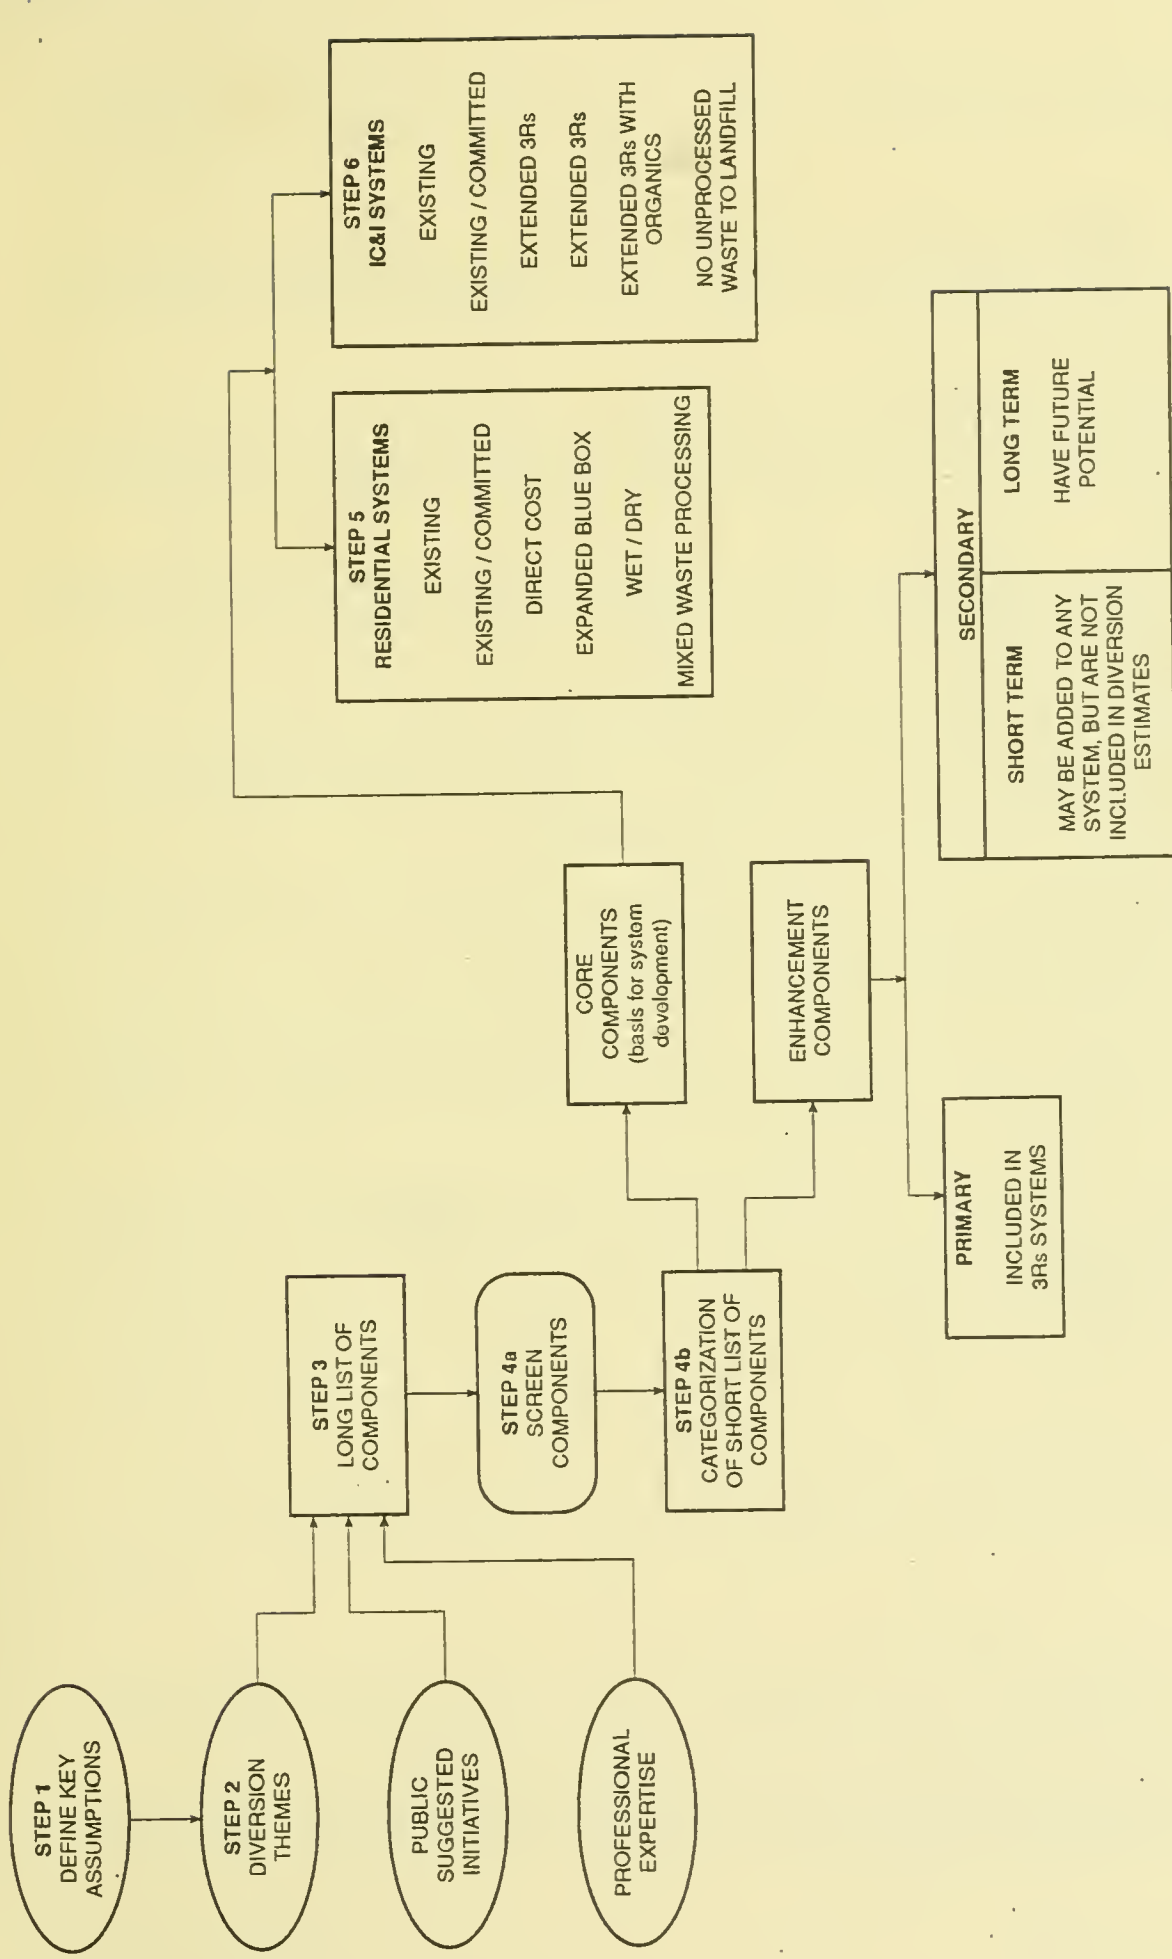 STEP 1
DEFINE KEY
ASSUMPTIONS
STEP 2
DIVERSION
THEMES
PUBLIC
SUGGESTED
INITIATIVES
PROFESSIONAL
EXPERTISE
STEP 3
LONG LIST OF
COMPONENTS
STEP 4a
SCREEN
COMPONENTS
STEP 4b
CATEGORIZATION
OF SHORT LIST OF
COMPONENTS
CORE
COMPONENTS
(basis for system
development)
ENHANCEMENT
COMPONENTS
PRIMARY
INCLUDED IN
3Rs SYSTEMS
SECONDARY
SHORT TERM
MAY BE ADDED TO ANY
SYSTEM, BUT ARE NOT
INCLUDED IN DIVERSION
ESTIMATES
LONG TERM
HAVE FUTURE
POTENTIAL
STEP 5
RESIDENTIAL SYSTEMS
EXISTING
EXISTING / COMMITTED
DIRECT COST
EXPANDED BLUE BOX
WET / DRY
MIXED WASTE PROCESSING
STEP 6
IC&I SYSTEMS
EXISTING
EXISTING / COMMITTED
EXTENDED 3Rs
EXTENDED 3Rs
EXTENDED 3Rs WITH
ORGANICS
NO UNPROCESSED
WASTE TO LANDFILL